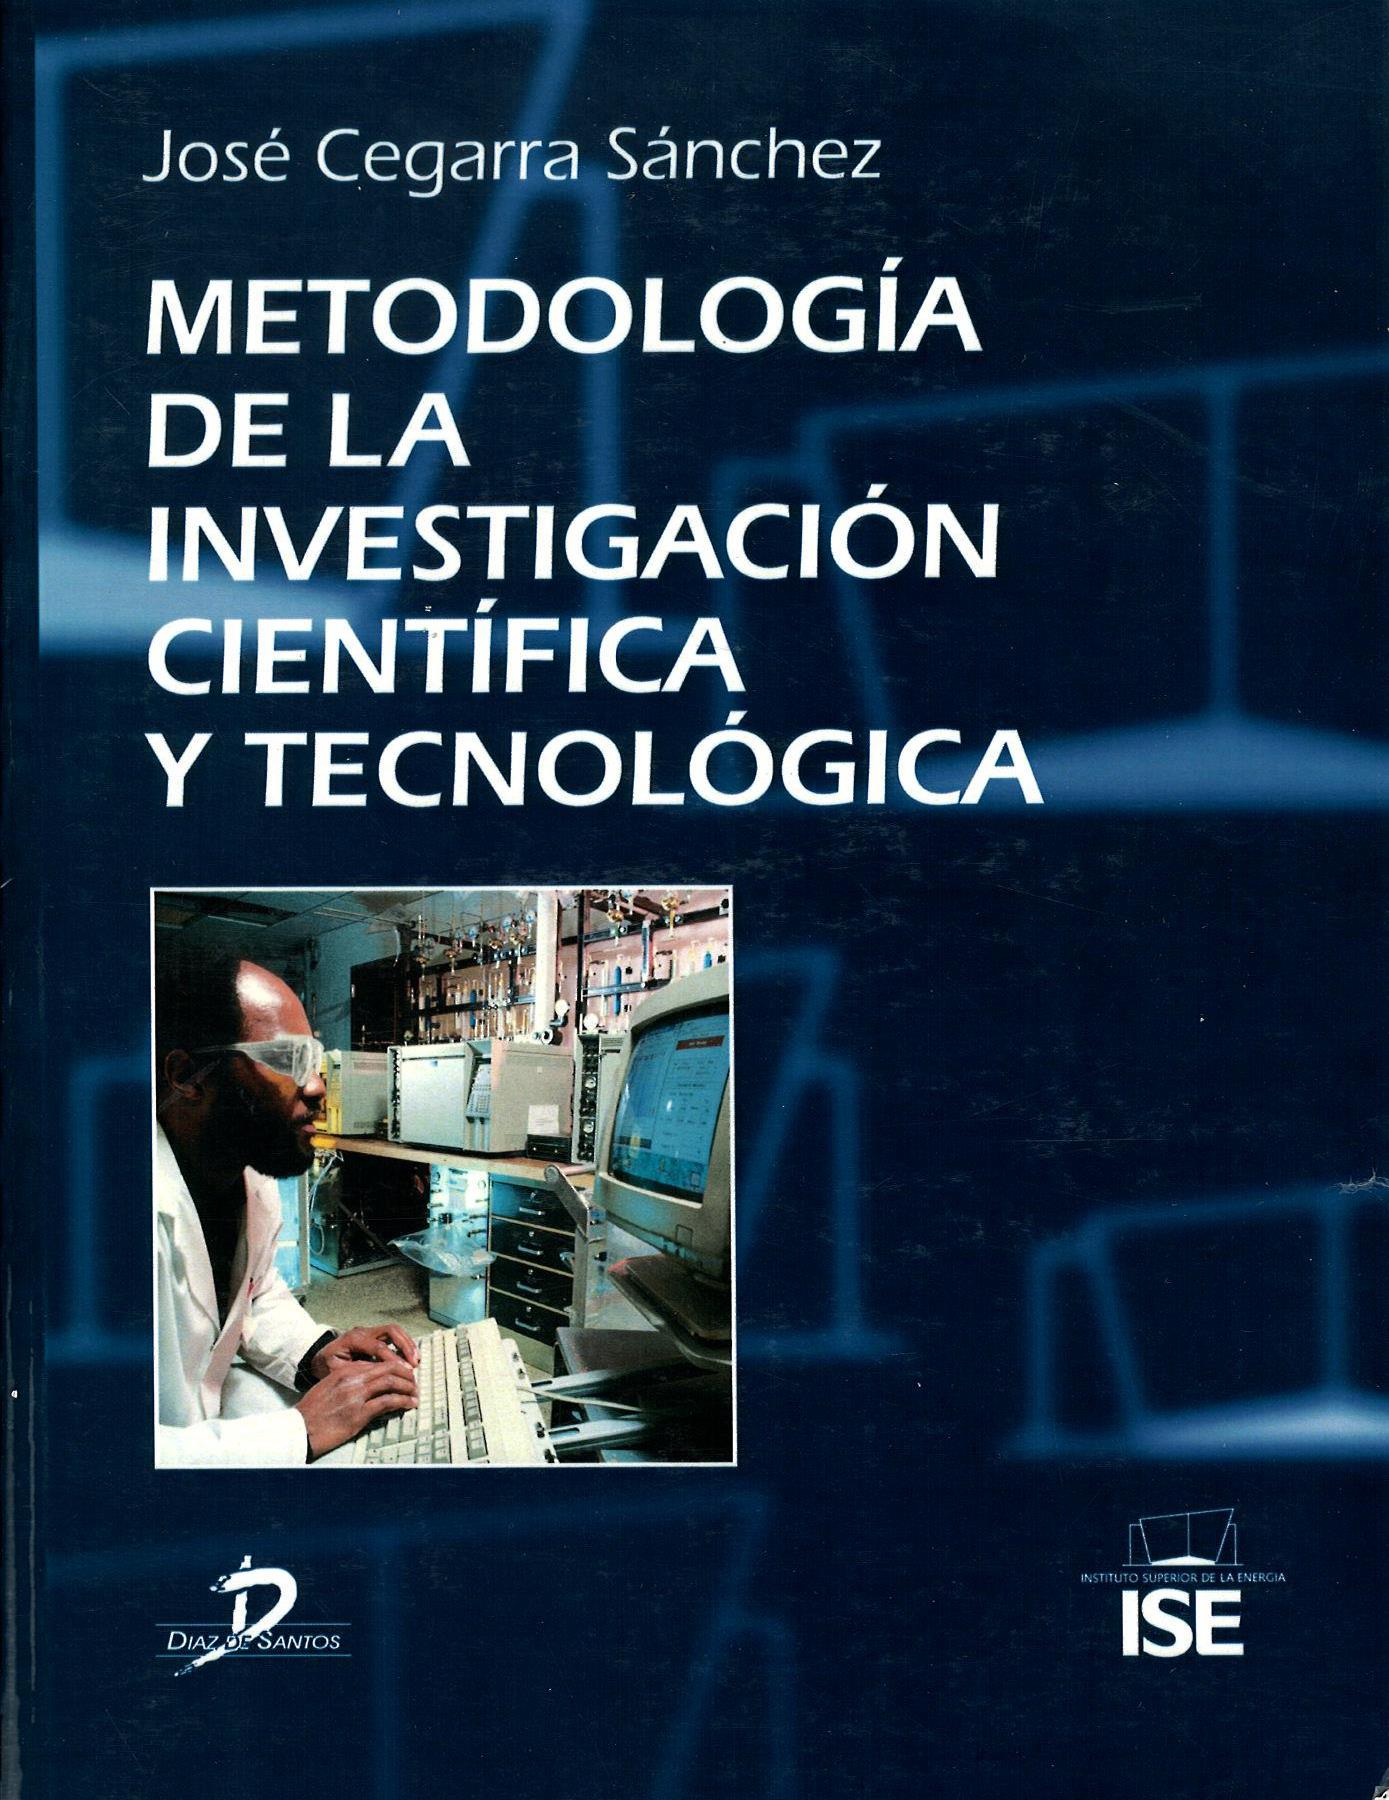 José Cegarra Sánchez
METODOLOGÍA
DE LA
INVESTIGACIÓN
CIENTÍFICA
Y TECNOLÓGICA
DIAZ DE SANTOS
INSTITUTO SUPERIOR DE LA ENERGIA
ISE